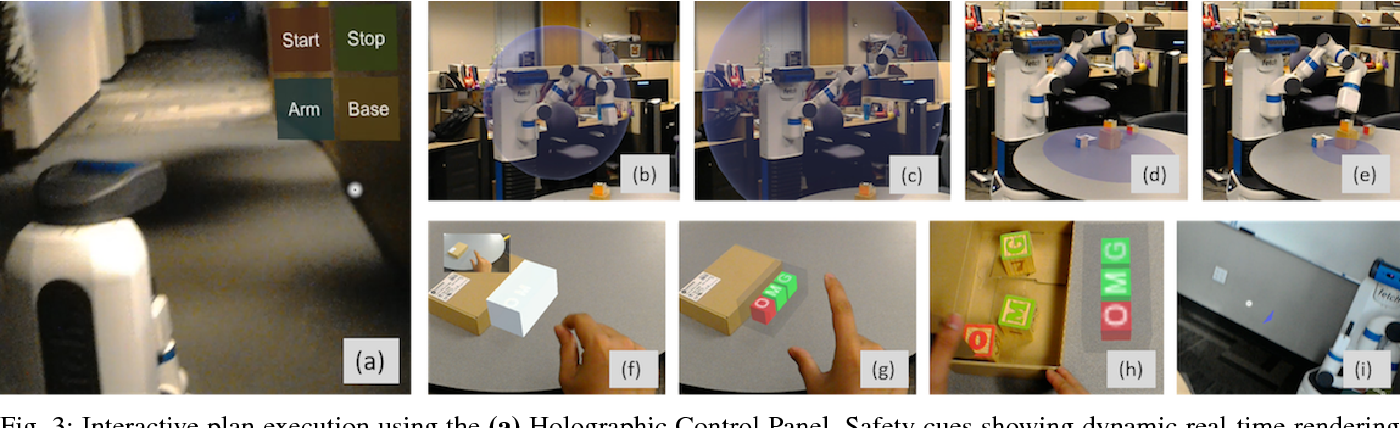 Start Stop
Arm Base
(a)
(b)
(c)
fetch
(d)
(e)
(f)
O M G
(g)
G
M
O
G
M
O
(h)
fetch
(i)
Fig. 3: Interactive plan execution using the (a) Holographic Control Panel. Safety cues showing dynamic real-time rendering